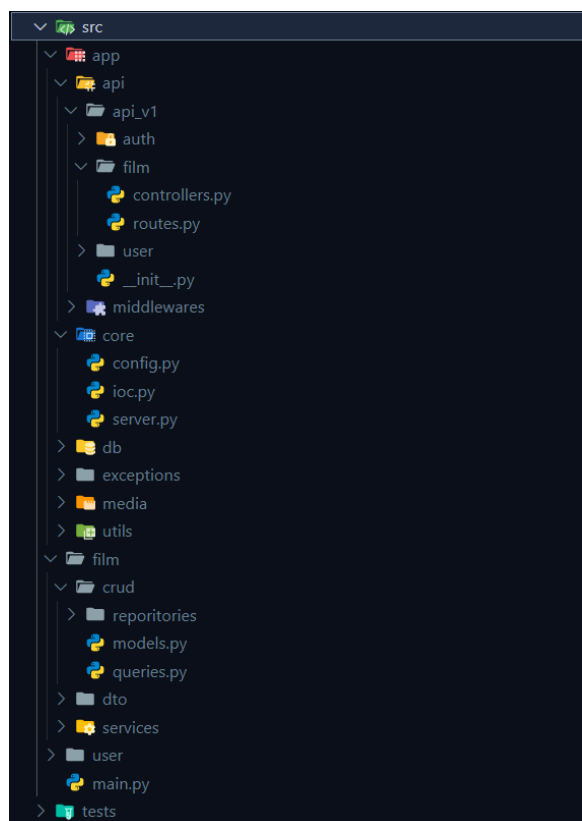 src
app
api
api_v1
auth
film
controllers.py
routes.py
user
__init__.py
middlewares
core
config.py
ioc.py
server.py
db
exceptions
media
utils
film
crud
reporitories
models.py
queries.py
dto
services
user
main.py
tests